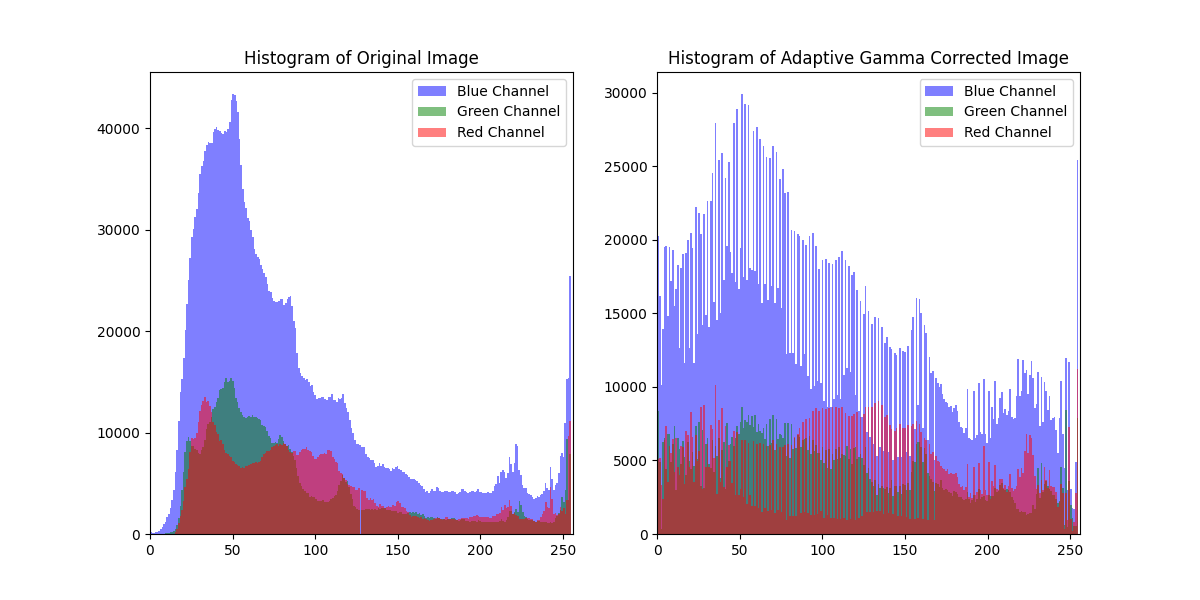 Histogram of Original Image
Blue Channel
Green Channel
Red Channel
40000
30000
20000
10000
0
0 50 100 150 200 250
Histogram of Adaptive Gamma Corrected Image
Blue Channel
Green Channel
Red Channel
30000
25000
20000
15000
10000
5000
0
0 50 100 150 200 250